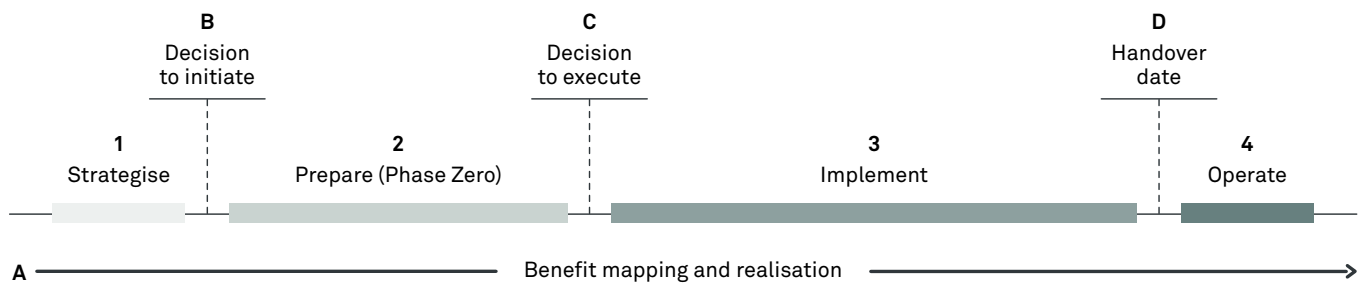 B
Decision
to initiate
C
Decision
to execute
D
Handover
date
1
Strategise
2
Prepare (Phase Zero)
3
Implement
4
Operate
A
Benefit mapping and realisation